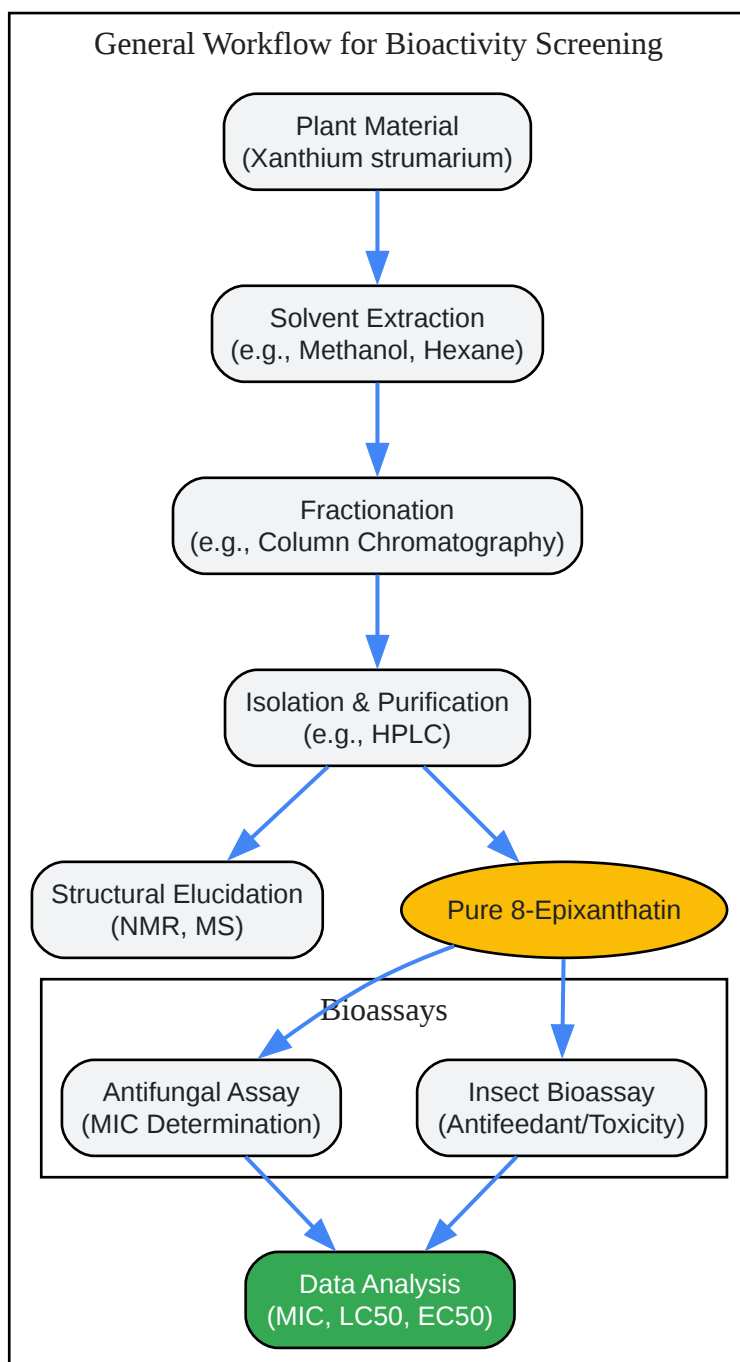 General Workflow for Bioactivity Screening
Plant Material
(Xanthium strumarium)
Solvent Extraction
(e.g., Methanol, Hexane)
Fractionation
(e.g., Column Chromatography)
Isolation & Purification
(e.g., HPLC)
Structural Elucidation
(NMR, MS)
Pure 8-Epixanthatin
Bioassays
Antifungal Assay
(MIC Determination)
Insect Bioassay
(Antifeedant/Toxicity)
Data Analysis
(MIC, LC50, EC50)